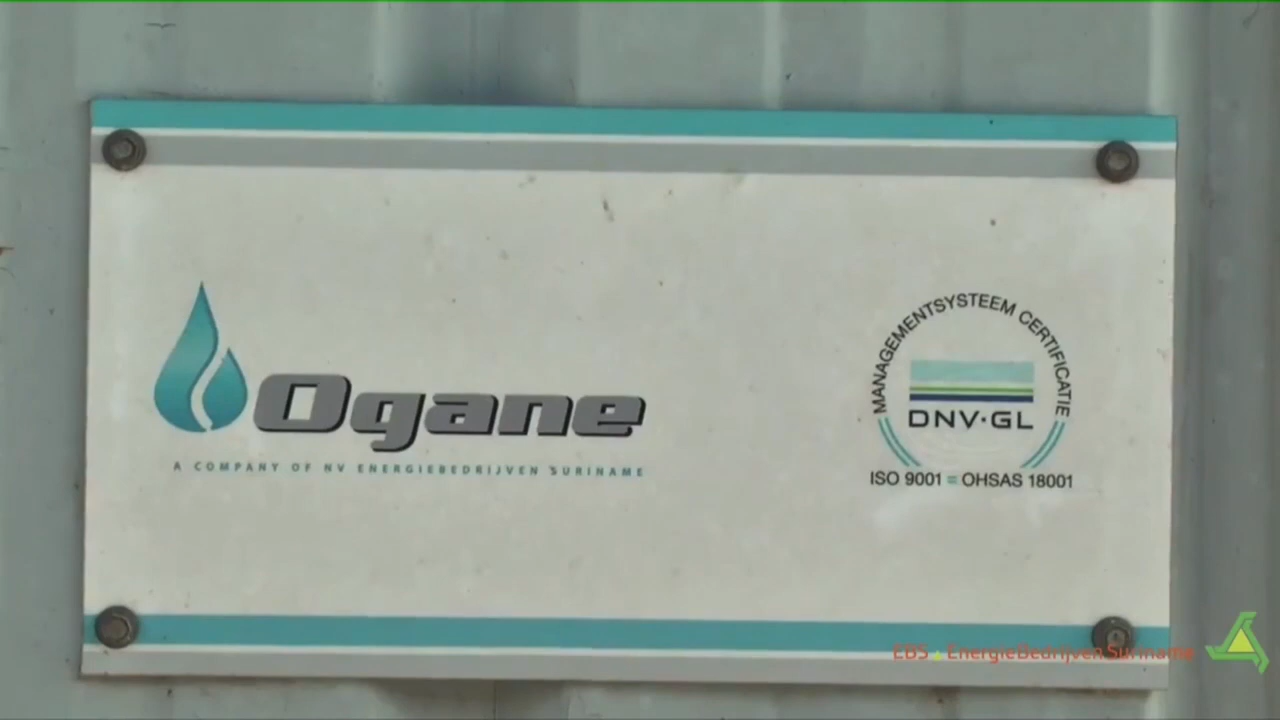 Ogane
A COMPANY OF NV ENERGIEBEDRIJVEN SURINAME
MANAGEMENTSYSTEEM CERTIFICATIE
DNV·GL
ISO 9001 = OHSAS 18001
EBS EnergieBedrijven Suriname